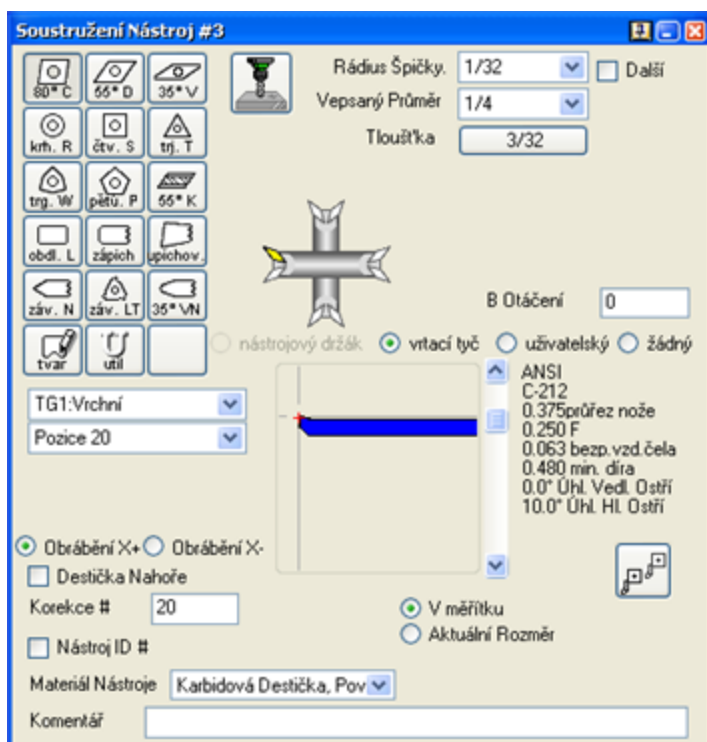 Soustružení Nástroj #3
80° C
55° D
35° V
krh. R
čtv. S
trj. T
trg. W
pětú. P
55° K
obdl. L
zápich
upichov.
záv. N
záv. LT
35° VN
tvar
util
Rádius Špičky.
1/32
Další
Vepsaný Průměr
1/4
Tloušťka
3/32
B Otáčení
0
nástrojový držák
vrtací tyč
uživatelský
žádný
TG1:Vrchní
Pozice 20
ANSI
C-212
0.375průřez nože
0.250 F
0.063 bezp.vzd.čela
0.480 min. díra
0.0° Úhl. Vedl. Ostří
10.0° Úhl. Hl. Ostří
Obrábění X+
Obrábění X-
Destička Nahoře
Korekce #
20
V měřítku
Aktuální Rozměr
Nástroj ID #
Materiál Nástroje
Karbidová Destička, Pov
Komentář